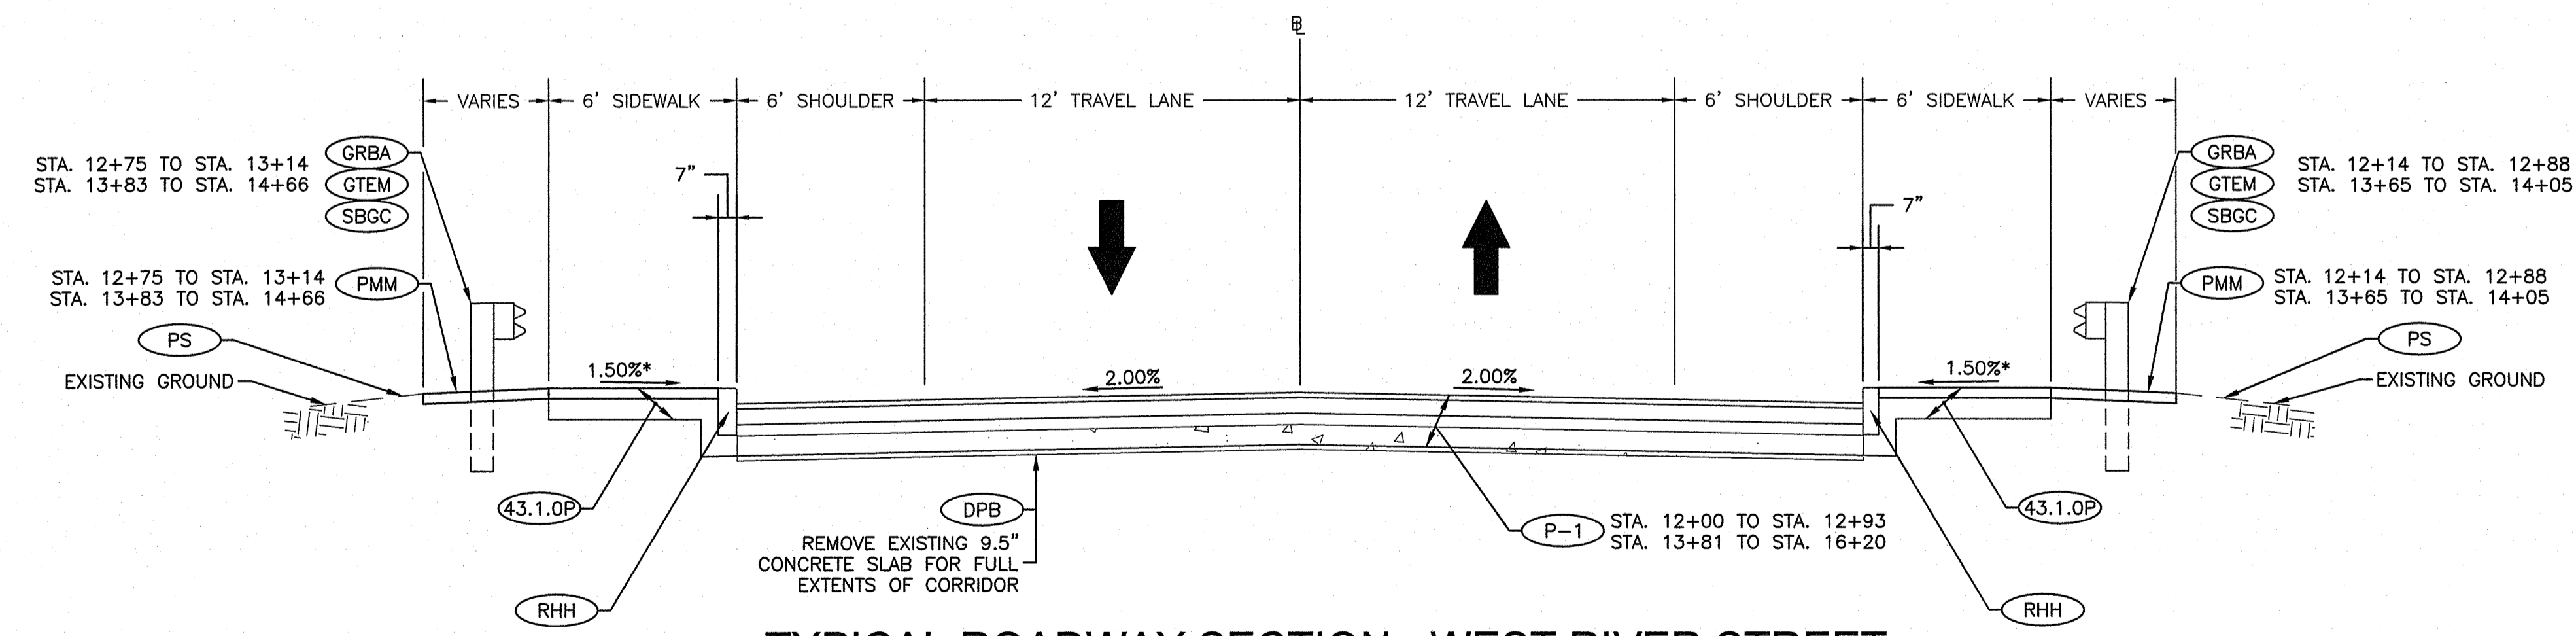 ℄
VARIES
6' SIDEWALK
6' SHOULDER
12' TRAVEL LANE
12' TRAVEL LANE
6' SHOULDER
6' SIDEWALK
VARIES
STA. 12+75 TO STA. 13+14
STA. 13+83 TO STA. 14+66
GRBA
GTEM
SBGC
7"
7"
GRBA
GTEM
SBGC
STA. 12+14 TO STA. 12+88
STA. 13+65 TO STA. 14+05
STA. 12+75 TO STA. 13+14
STA. 13+83 TO STA. 14+66
PMM
PMM
STA. 12+14 TO STA. 12+88
STA. 13+65 TO STA. 14+05
PS
EXISTING GROUND
1.50%*
2.00%
2.00%
1.50%*
PS
EXISTING GROUND
43.1.0P
DPB
REMOVE EXISTING 9.5"
CONCRETE SLAB FOR FULL
EXTENTS OF CORRIDOR
P-1
STA. 12+00 TO STA. 12+93
STA. 13+81 TO STA. 16+20
43.1.0P
RHH
RHH
TYPICAL ROADWAY SECTION - WEST RIVER STREET